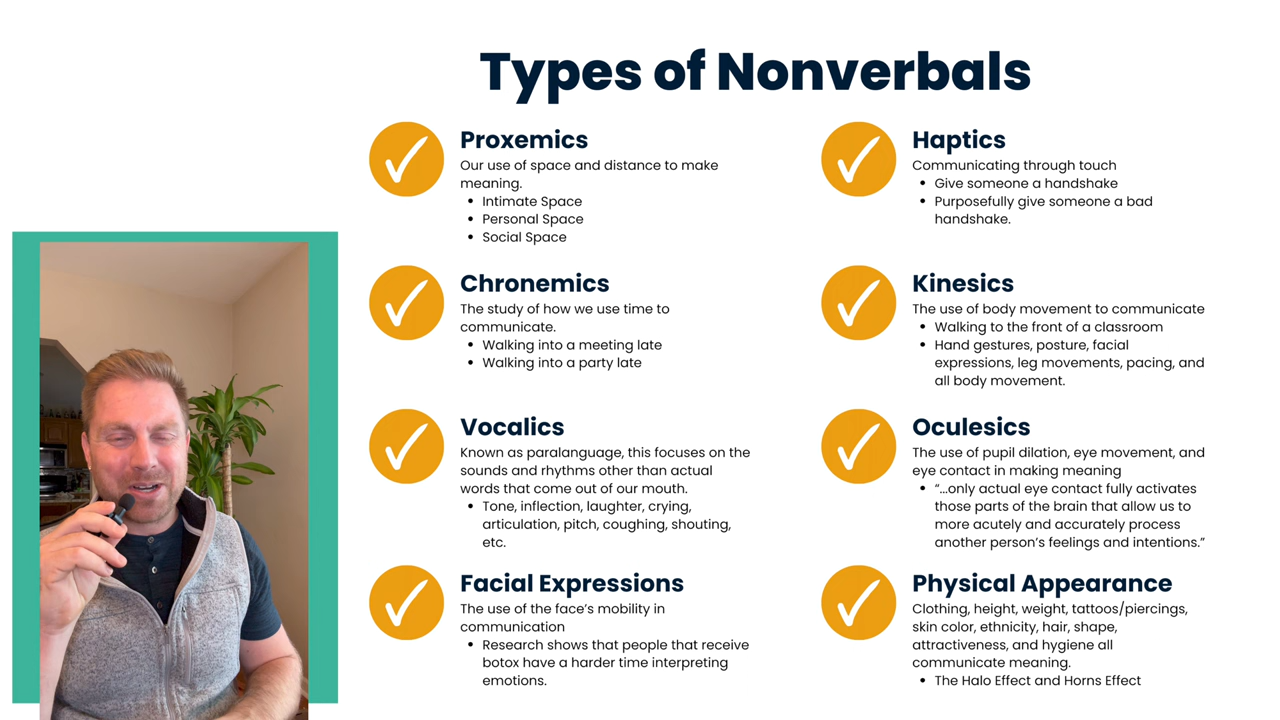 Types of Nonverbals
Proxemics
Our use of space and distance to make
meaning.
• Intimate Space
• Personal Space
• Social Space
Haptics
Communicating through touch
• Give someone a handshake
• Purposefully give someone a bad
handshake.
Chronemics
The study of how we use time to
communicate.
• Walking into a meeting late
• Walking into a party late
Kinesics
The use of body movement to communicate
• Walking to the front of a classroom
• Hand gestures, posture, facial
expressions, leg movements, pacing, and
all body movement.
Vocalics
Known as paralanguage, this focuses on the
sounds and rhythms other than actual
words that come out of our mouth.
• Tone, inflection, laughter, crying,
articulation, pitch, coughing, shouting,
etc.
Oculesics
The use of pupil dilation, eye movement, and
eye contact in making meaning
• “...only actual eye contact fully activates
those parts of the brain that allow us to
more acutely and accurately process
another person’s feelings and intentions.”
Facial Expressions
The use of the face’s mobility in
communication
• Research shows that people that receive
botox have a harder time interpreting
emotions.
Physical Appearance
Clothing, height, weight, tattoos/piercings,
skin color, ethnicity, hair, shape,
attractiveness, and hygiene all
communicate meaning.
• The Halo Effect and Horns Effect